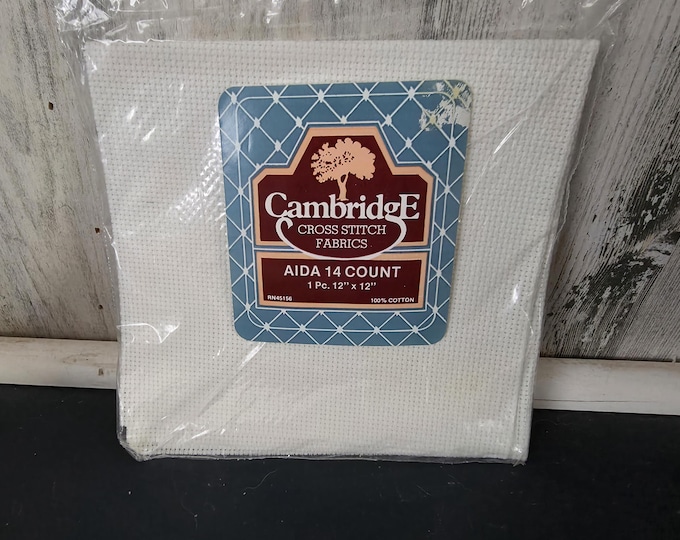 CambridgE
CROSS STITCH
FABRICS
AIDA 14 COUNT
1 Pc. 12" x 12"
RN45156 100% COTTON